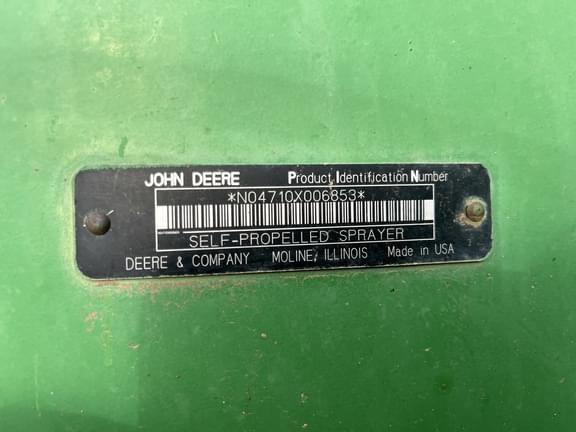 JOHN DEERE Product Identification Number
*N04710X006853*
SELF-PROPELLED SPRAYER
DEERE & COMPANY MOLINE, ILLINOIS Made in USA